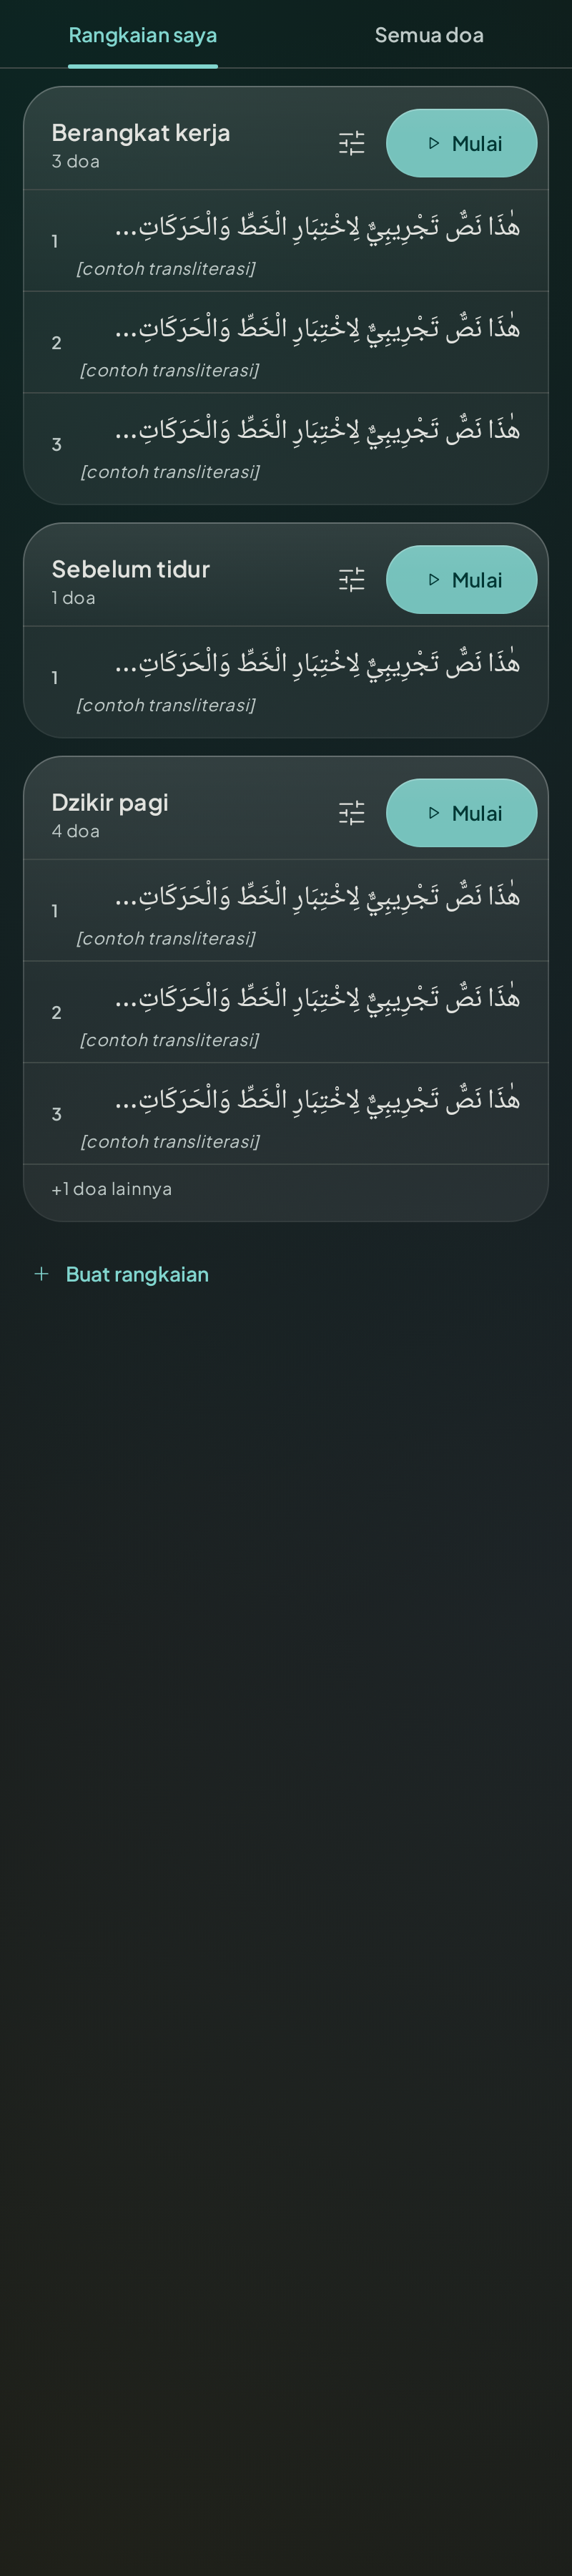 Rangkaian saya
Semua doa
Berangkat kerja
3 doa
Mulai
1
هٰذَا نَصٌّ تَجْرِيبِيٌّ لِاخْتِبَارِ الْخَطِّ وَالْحَرَكَاتِ...
[contoh transliterasi]
2
هٰذَا نَصٌّ تَجْرِيبِيٌّ لِاخْتِبَارِ الْخَطِّ وَالْحَرَكَاتِ...
[contoh transliterasi]
3
هٰذَا نَصٌّ تَجْرِيبِيٌّ لِاخْتِبَارِ الْخَطِّ وَالْحَرَكَاتِ...
[contoh transliterasi]
Sebelum tidur
1 doa
Mulai
1
هٰذَا نَصٌّ تَجْرِيبِيٌّ لِاخْتِبَارِ الْخَطِّ وَالْحَرَكَاتِ...
[contoh transliterasi]
Dzikir pagi
4 doa
Mulai
1
هٰذَا نَصٌّ تَجْرِيبِيٌّ لِاخْتِبَارِ الْخَطِّ وَالْحَرَكَاتِ...
[contoh transliterasi]
2
هٰذَا نَصٌّ تَجْرِيبِيٌّ لِاخْتِبَارِ الْخَطِّ وَالْحَرَكَاتِ...
[contoh transliterasi]
3
هٰذَا نَصٌّ تَجْرِيبِيٌّ لِاخْتِبَارِ الْخَطِّ وَالْحَرَكَاتِ...
[contoh transliterasi]
+1 doa lainnya
Buat rangkaian